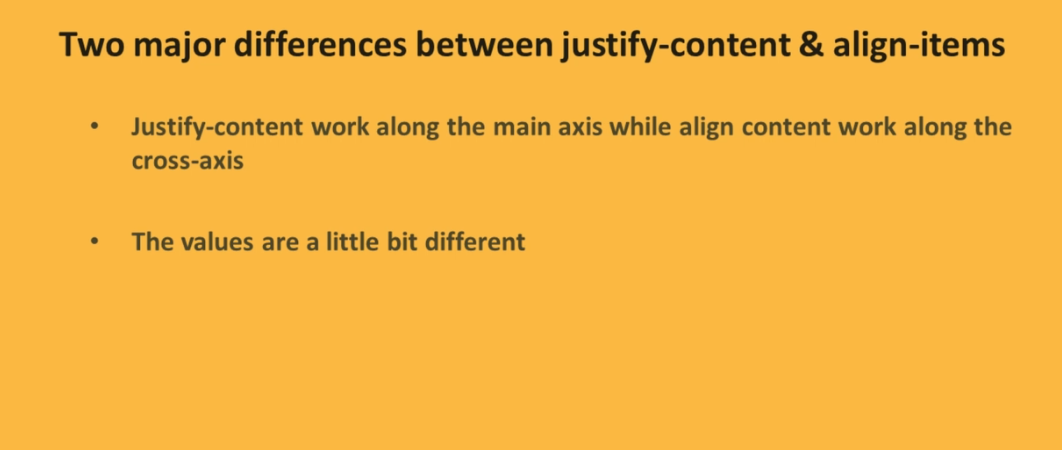 Two major differences between justify-content & align-items
• Justify-content work along the main axis while align content work along the
cross-axis
• The values are a little bit different